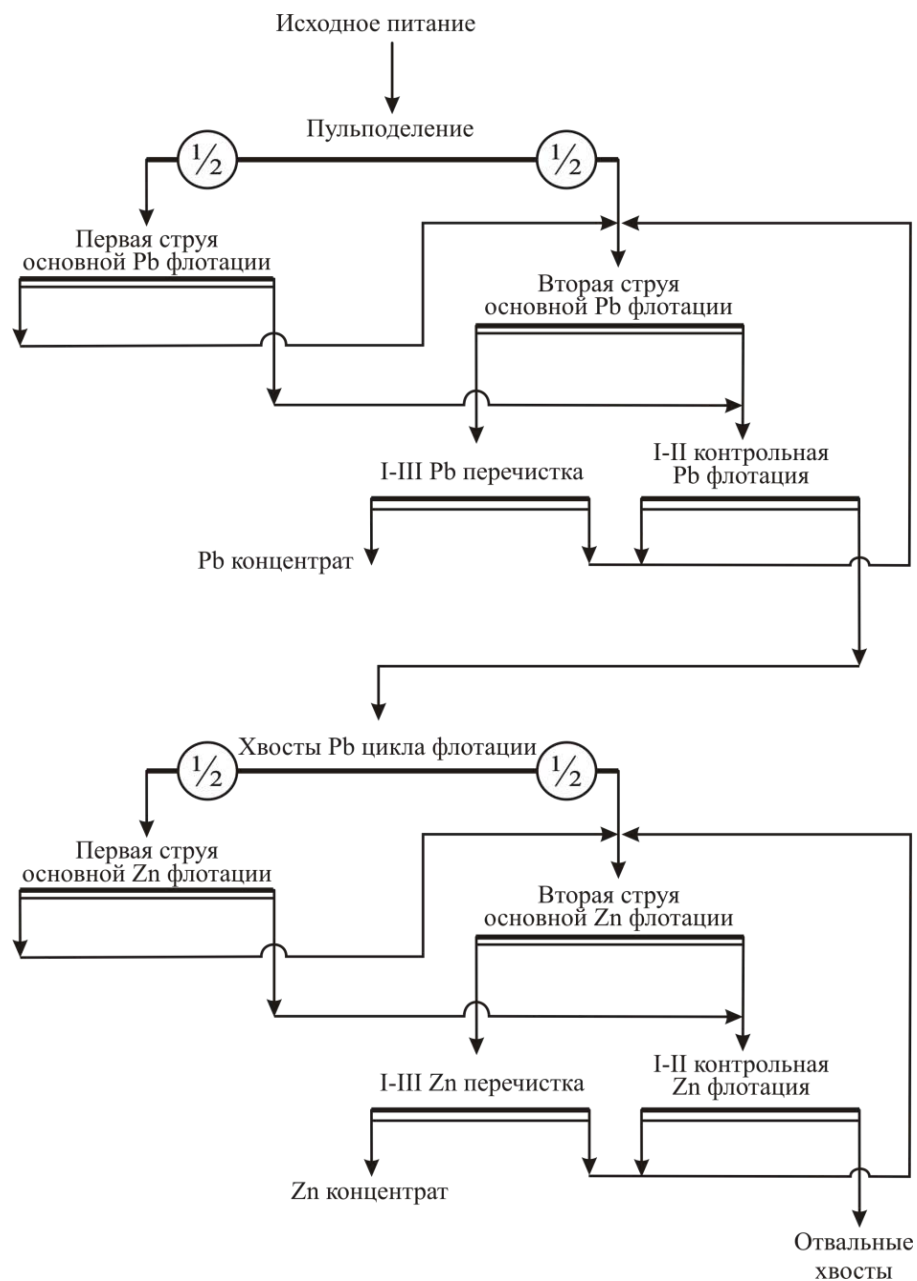 Исходное питание
Пульподеление
½
½
Первая струя
основной Pb флотации
Вторая струя
основной Pb флотации
I-III Pb перечистка
I-II контрольная
Pb флотация
Pb концентрат
Хвосты Pb цикла флотации
½
½
Первая струя
основной Zn флотации
Вторая струя
основной Zn флотации
I-III Zn перечистка
I-II контрольная
Zn флотация
Zn концентрат
Отвальные
хвосты